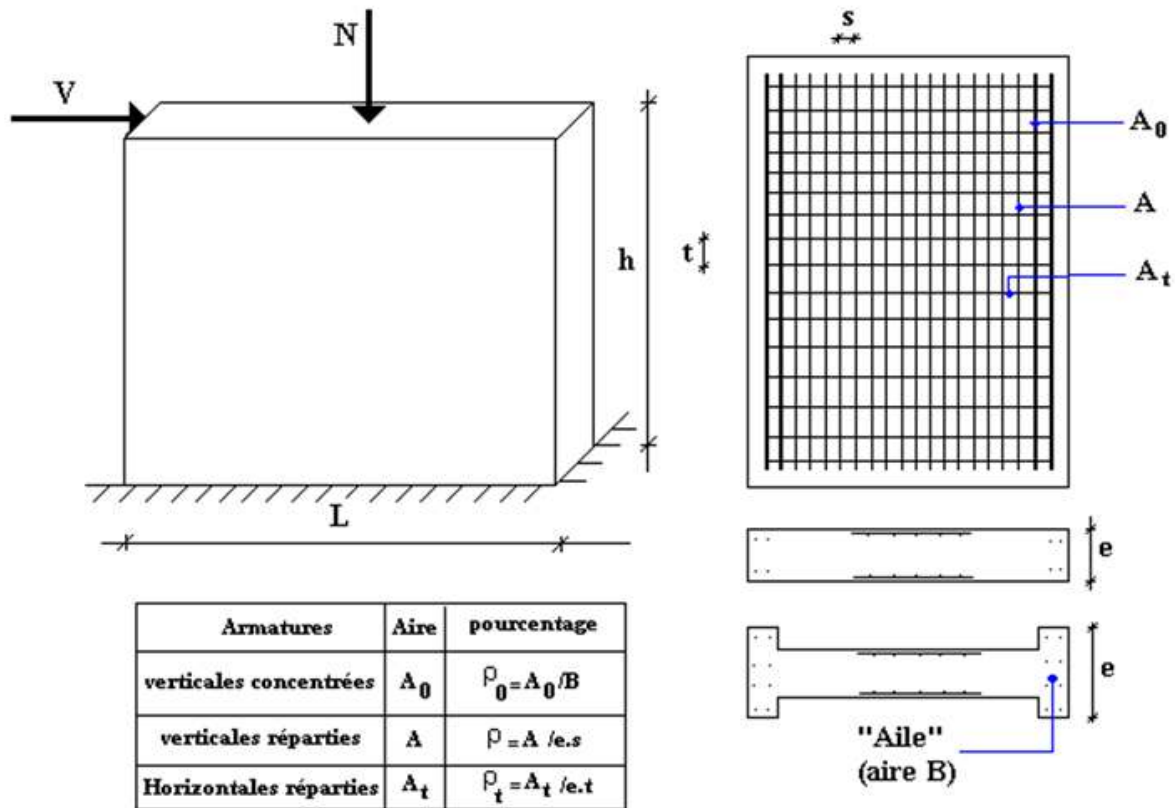 N
V
h
L
s
t
A0
A
At
e
e
"Aile"
(aire B)
Armatures Aire pourcentage
verticales concentrées A0 ρ0=A0/B
verticales réparties A ρ=A/e.s
Horizontales réparties At ρt=At/e.t